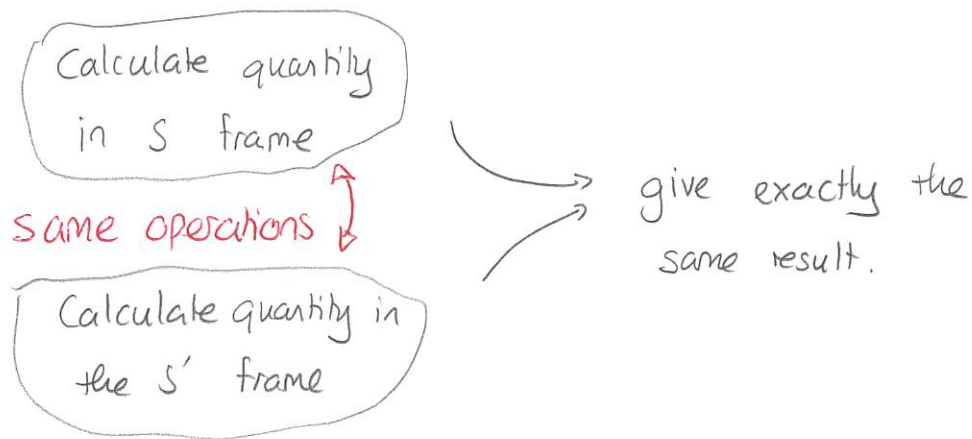 Calculate quantity
in S frame
same operations
Calculate quantity in
the S' frame
give exactly the
same result.